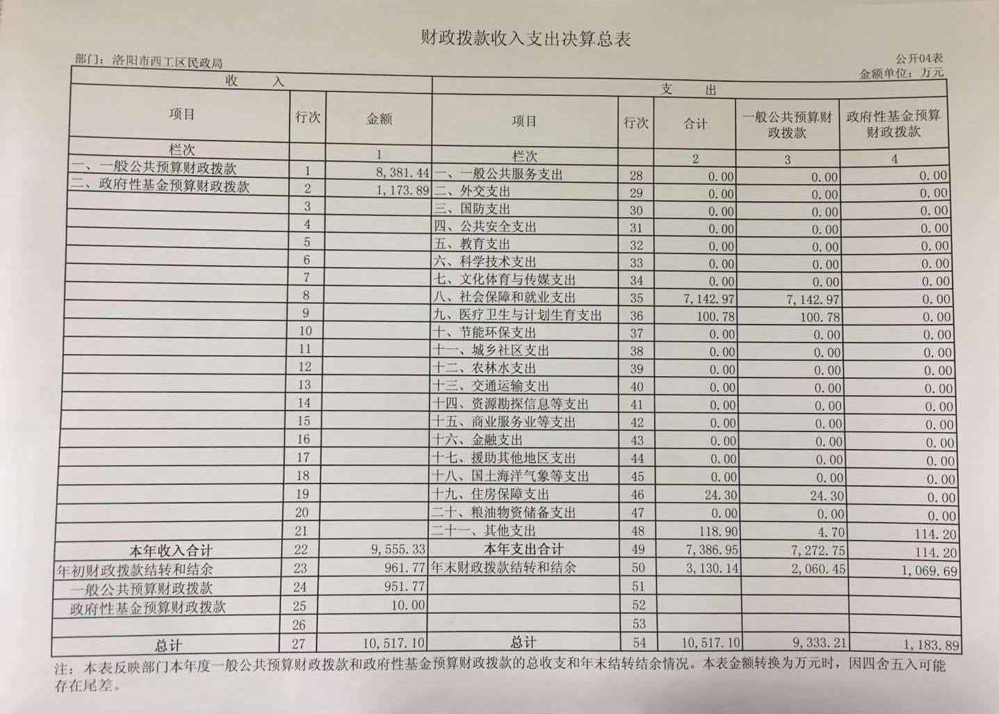 财政拨款收入支出决算总表
公开04表
部门：洛阳市西工区民政局 金额单位：万元
收 入 支 出
项目 行次 金额 项目 行次 合计 一般公共预算财政拨款 政府性基金预算财政拨款
栏次 1 栏次 2 3 4
一、一般公共预算财政拨款 1 8,381.44 一、一般公共服务支出 28 0.00 0.00 0.00
二、政府性基金预算财政拨款 2 1,173.89 二、外交支出 29 0.00 0.00 0.00
3 三、国防支出 30 0.00 0.00 0.00
4 四、公共安全支出 31 0.00 0.00 0.00
5 五、教育支出 32 0.00 0.00 0.00
6 六、科学技术支出 33 0.00 0.00 0.00
7 七、文化体育与传媒支出 34 0.00 0.00 0.00
8 八、社会保障和就业支出 35 7,142.97 7,142.97 0.00
9 九、医疗卫生与计划生育支出 36 100.78 100.78 0.00
10 十、节能环保支出 37 0.00 0.00 0.00
11 十一、城乡社区支出 38 0.00 0.00 0.00
12 十二、农林水支出 39 0.00 0.00 0.00
13 十三、交通运输支出 40 0.00 0.00 0.00
14 十四、资源勘探信息等支出 41 0.00 0.00 0.00
15 十五、商业服务业等支出 42 0.00 0.00 0.00
16 十六、金融支出 43 0.00 0.00 0.00
17 十七、援助其他地区支出 44 0.00 0.00 0.00
18 十八、国土海洋气象等支出 45 0.00 0.00 0.00
19 十九、住房保障支出 46 24.30 24.30 0.00
20 二十、粮油物资储备支出 47 0.00 0.00 0.00
21 二十一、其他支出 48 118.90 4.70 114.20
本年收入合计 22 9,555.33 本年支出合计 49 7,386.95 7,272.75 114.20
年初财政拨款结转和结余 23 961.77 年末财政拨款结转和结余 50 3,130.14 2,060.45 1,069.69
一般公共预算财政拨款 24 951.77 51
政府性基金预算财政拨款 25 10.00 52
26 53
总计 27 10,517.10 总计 54 10,517.10 9,333.21 1,183.89
注：本表反映部门本年度一般公共预算财政拨款和政府性基金预算财政拨款的总收支和年末结转结余情况。本表金额转换为万元时，因四舍五入可能
存在尾差。